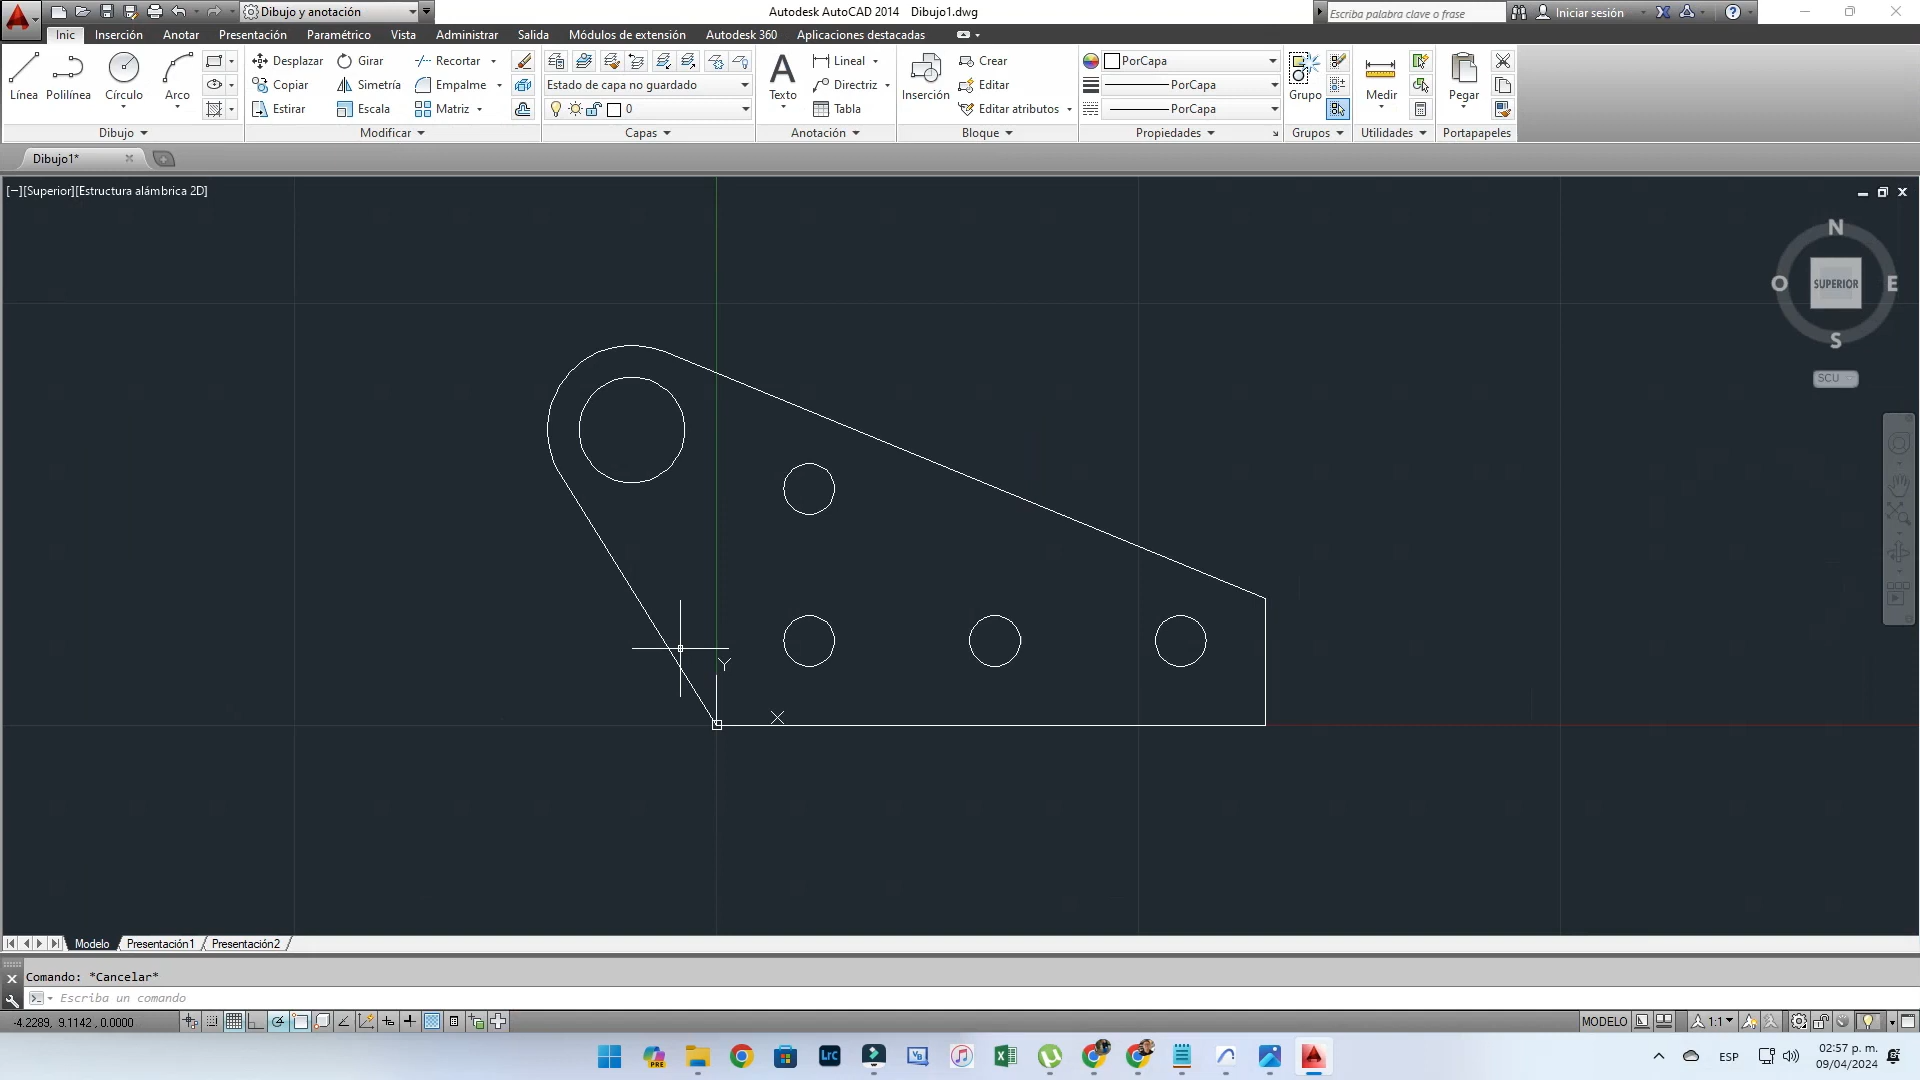 Dibujo y anotación
Autodesk AutoCAD 2014 Dibujo1.dwg
Escriba palabra clave o frase
Iniciar sesión
Inic Inserción Anotar Presentación Paramétrico Vista Administrar Salida Módulos de extensión Autodesk 360 Aplicaciones destacadas
Línea Polilínea Círculo Arco
Dibujo
Desplazar Girar Recortar
Copiar Simetría Empalme
Estirar Escala Matriz
Modificar
Estado de capa no guardado
0
Capas
Texto
Lineal
Directriz
Tabla
Anotación
Inserción
Crear
Editar
Editar atributos
Bloque
PorCapa
PorCapa
PorCapa
Propiedades
Grupo
Grupos
Medir
Utilidades
Pegar
Portapapeles
Dibujo1*
[−][Superior][Estructura alámbrica 2D]
N
O SUPERIOR E
S
SCU
Y
X
Modelo Presentación1 Presentación2
Comando: *Cancelar*
Escriba un comando
-4.2289, 9.1142 , 0.0000
MODELO
1:1
PRE
LrC
ESP
02:57 p. m.
09/04/2024